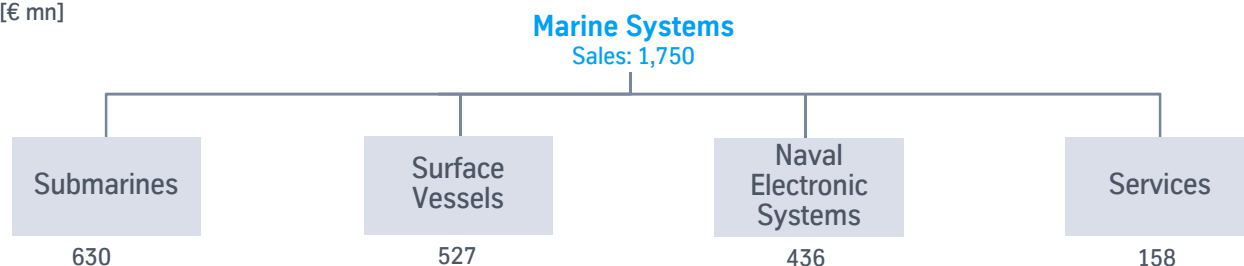 [€ mn]
Marine Systems
Sales: 1,750
Submarines
Surface
Vessels
Naval
Electronic
Systems
Services
630
527
436
158